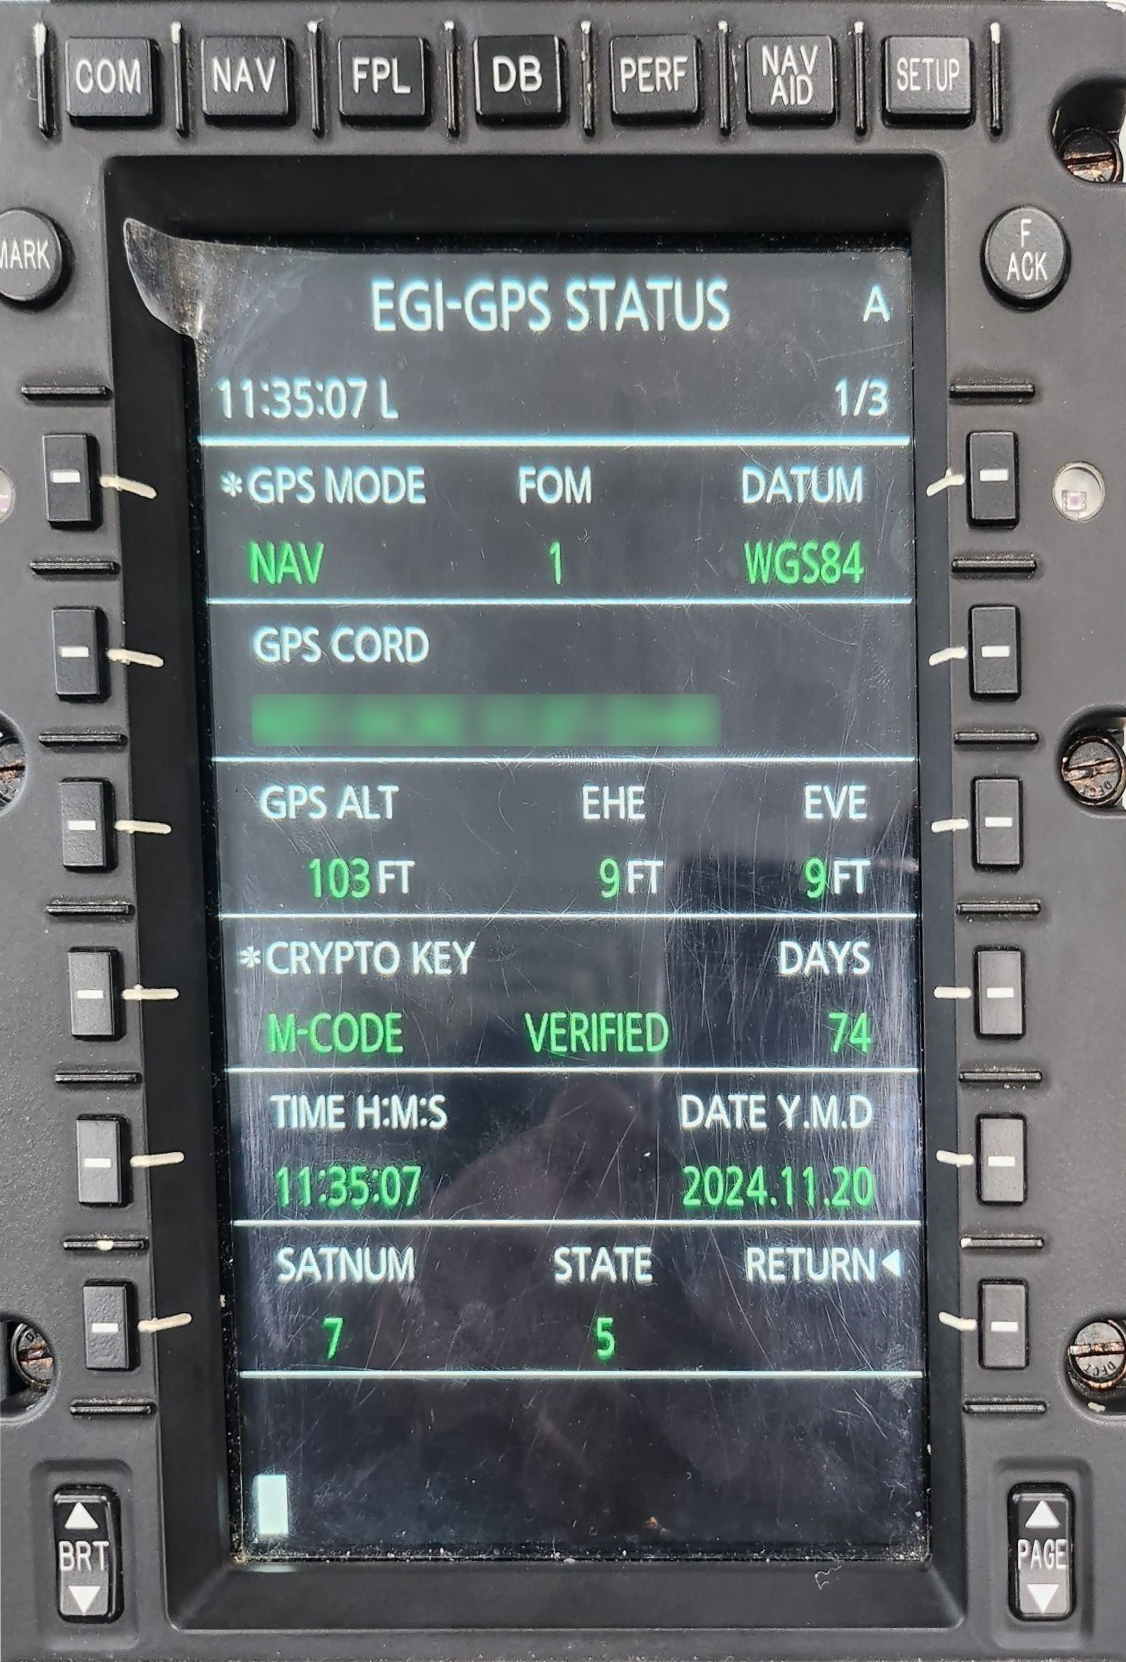 COM NAV FPL DB PERF NAV AID SETUP
MARK
F ACK
EGI-GPS STATUS A
11:35:07 L 1/3
*GPS MODE FOM DATUM
NAV 1 WGS84
GPS CORD
GPS ALT EHE EVE
103 FT 9 FT 9 FT
*CRYPTO KEY DAYS
M-CODE VERIFIED 74
TIME H:M:S DATE Y.M.D
11:35:07 2024.11.20
SATNUM STATE RETURN◄
7 5
BRT PAGE